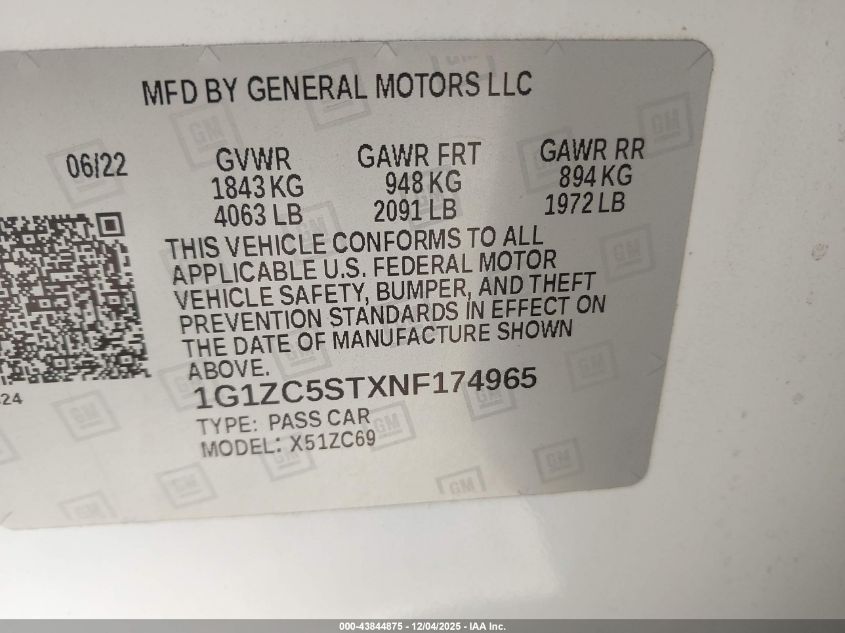 MFD BY GENERAL MOTORS LLC
06/22 GVWR GAWR FRT GAWR RR
1843 KG 948 KG 894 KG
4063 LB 2091 LB 1972 LB
THIS VEHICLE CONFORMS TO ALL
APPLICABLE U.S. FEDERAL MOTOR
VEHICLE SAFETY, BUMPER, AND THEFT
PREVENTION STANDARDS IN EFFECT ON
THE DATE OF MANUFACTURE SHOWN
ABOVE.
1G1ZC5STXNF174965
24
TYPE: PASS CAR
MODEL: X51ZC69
000-43844875 - 12/04/2025 - IAA Inc.